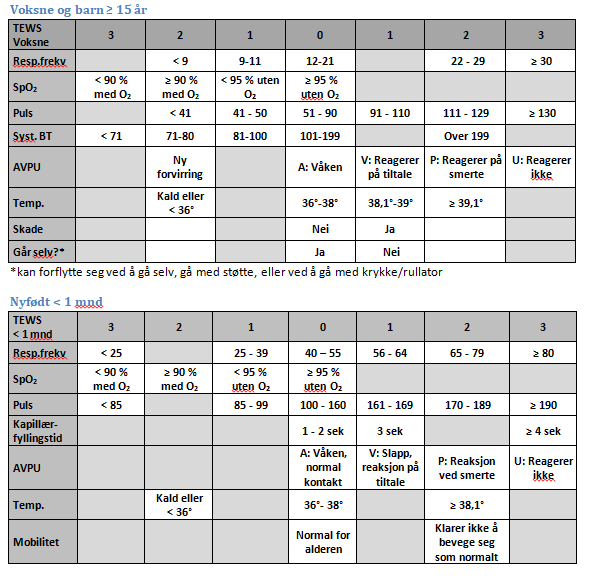 Voksne og barn ≥ 15 år
TEWS Voksne 3 2 1 0 1 2 3
Resp.frekv < 9 9-11 12-21 22 - 29 ≥ 30
SpO₂ < 90 % med O₂ ≥ 90 % med O₂ < 95 % uten O₂ ≥ 95 % uten O₂
Puls < 41 41 - 50 51 - 90 91 - 110 111 - 129 ≥ 130
Syst. BT < 71 71-80 81-100 101-199 Over 199
AVPU Ny forvirring A: Våken V: Reagerer på tiltale P: Reagerer på smerte U: Reagerer ikke
Temp. Kald eller < 36° 36°-38° 38,1°-39° ≥ 39,1°
Skade Nei Ja
Går selv?* Ja Nei
*kan forflytte seg ved å gå selv, gå med støtte, eller ved å gå med krykke/rullator
Nyfødt < 1 mnd
TEWS < 1 mnd 3 2 1 0 1 2 3
Resp.frekv < 25 25 - 39 40 – 55 56 - 64 65 - 79 ≥ 80
SpO₂ < 90 % med O₂ ≥ 90 % med O₂ < 95 % uten O₂ ≥ 95 % uten O₂
Puls < 85 85 - 99 100 - 160 161 - 169 170 - 189 ≥ 190
Kapillær-fyllingstid 1 - 2 sek 3 sek ≥ 4 sek
AVPU A: Våken, normal kontakt V: Slapp, reaksjon på tiltale P: Reaksjon ved smerte U: Reagerer ikke
Temp. Kald eller < 36° 36°- 38° ≥ 38,1°
Mobilitet Normal for alderen Klarer ikke å bevege seg som normalt